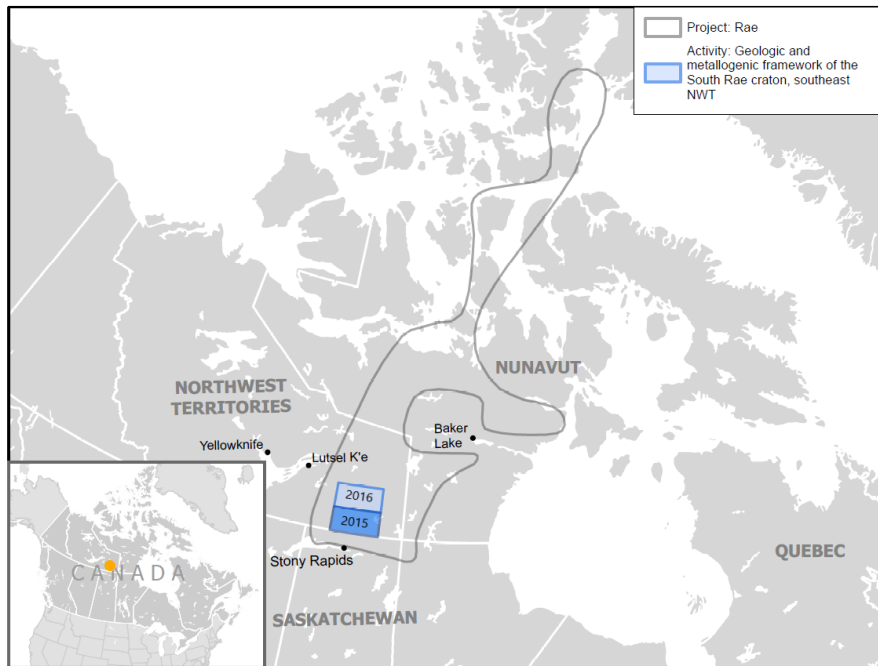 Project: Rae
Activity: Geologic and
metallogenic framework of the
South Rae craton, southeast
NWT
NUNAVUT
NORTHWEST
TERRITORIES
Baker
Lake
Yellowknife
Lutsel K'e
2016
2015
QUEBEC
Stony Rapids
CANADA
SASKATCHEWAN